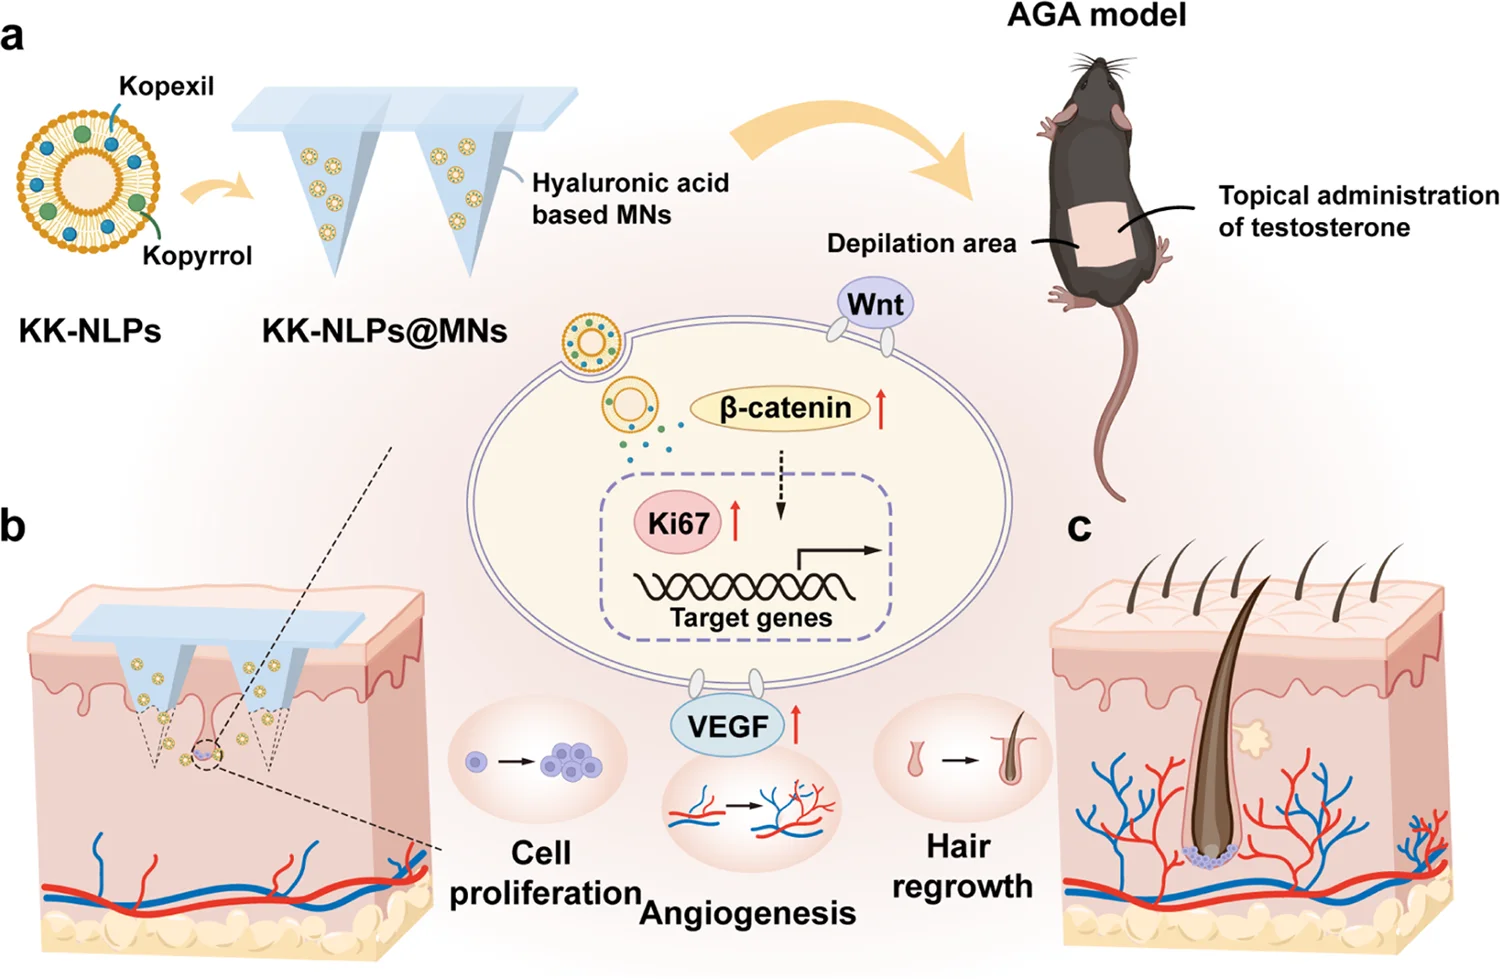 a
AGA model
Kopexil
Kopyrrol
Hyaluronic acid
based MNs
Topical administration
of testosterone
Depilation area
KK-NLPs
KK-NLPs@MNs
Wnt
β-catenin
Ki67
Target genes
VEGF
b
c
Cell
proliferation
Angiogenesis
Hair
regrowth